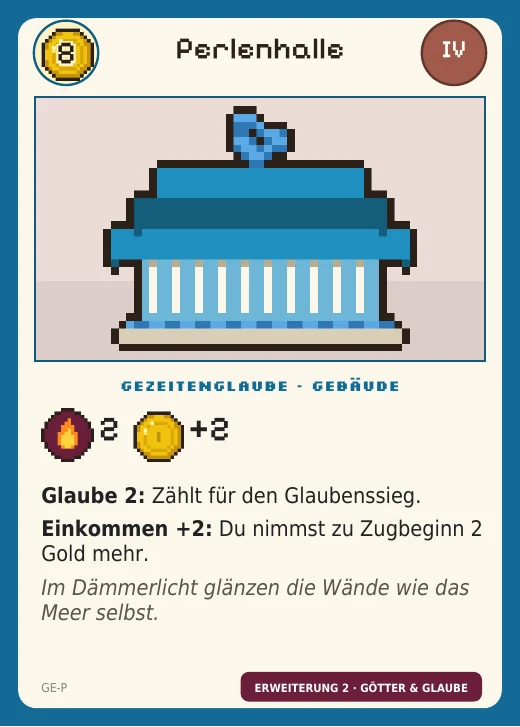 8
Perlenhalle
IV
GEZEITENGLAUBE - GEBÄUDE
2 +2
Glaube 2: Zählt für den Glaubenssieg.
Einkommen +2: Du nimmst zu Zugbeginn 2
Gold mehr.
Im Dämmerlicht glänzen die Wände wie das
Meer selbst.
GE-P
ERWEITERUNG 2 · GÖTTER & GLAUBE